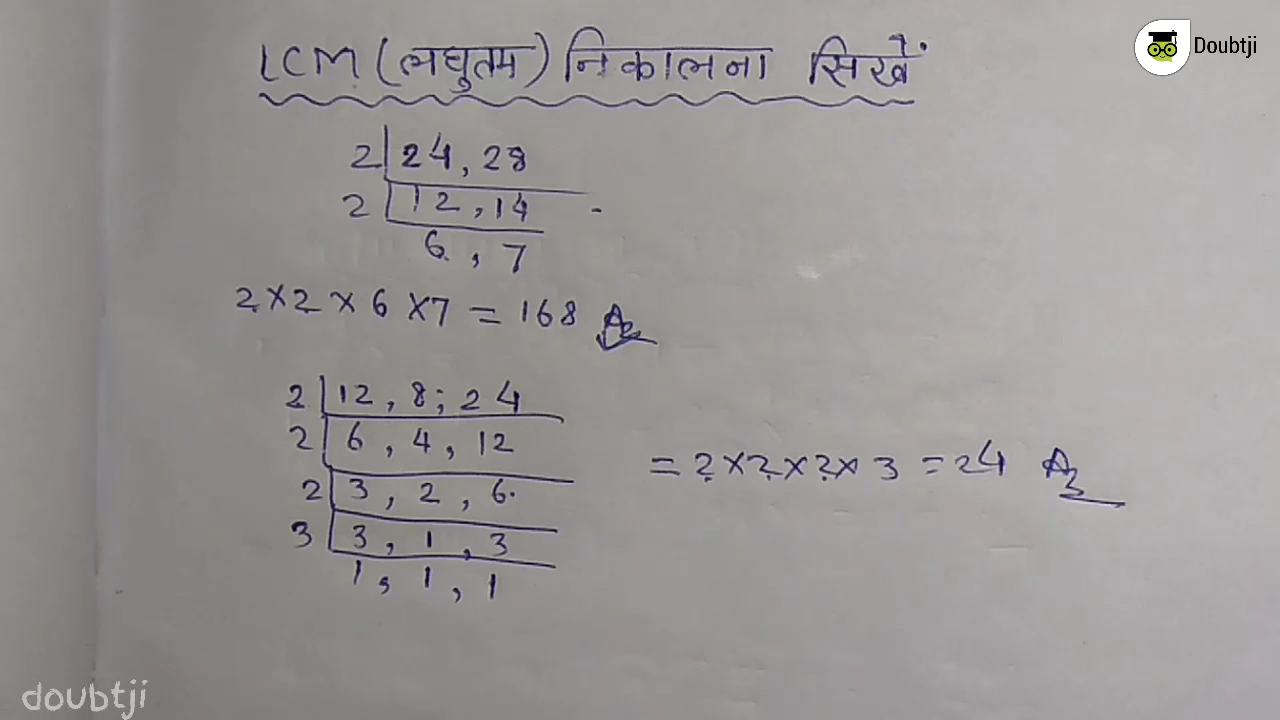 LCM (लघुतम) निकालना सिखें
Doubtji
2 | 24, 28
2 | 12, 14
6, 7
2 × 2 × 6 × 7 = 168 Ans
2 | 12, 8; 24
2 | 6, 4, 12
2 | 3, 2, 6
3 | 3, 1, 3
1, 1, 1
= 2 × 2 × 2 × 3 = 24 Ans
doubtji